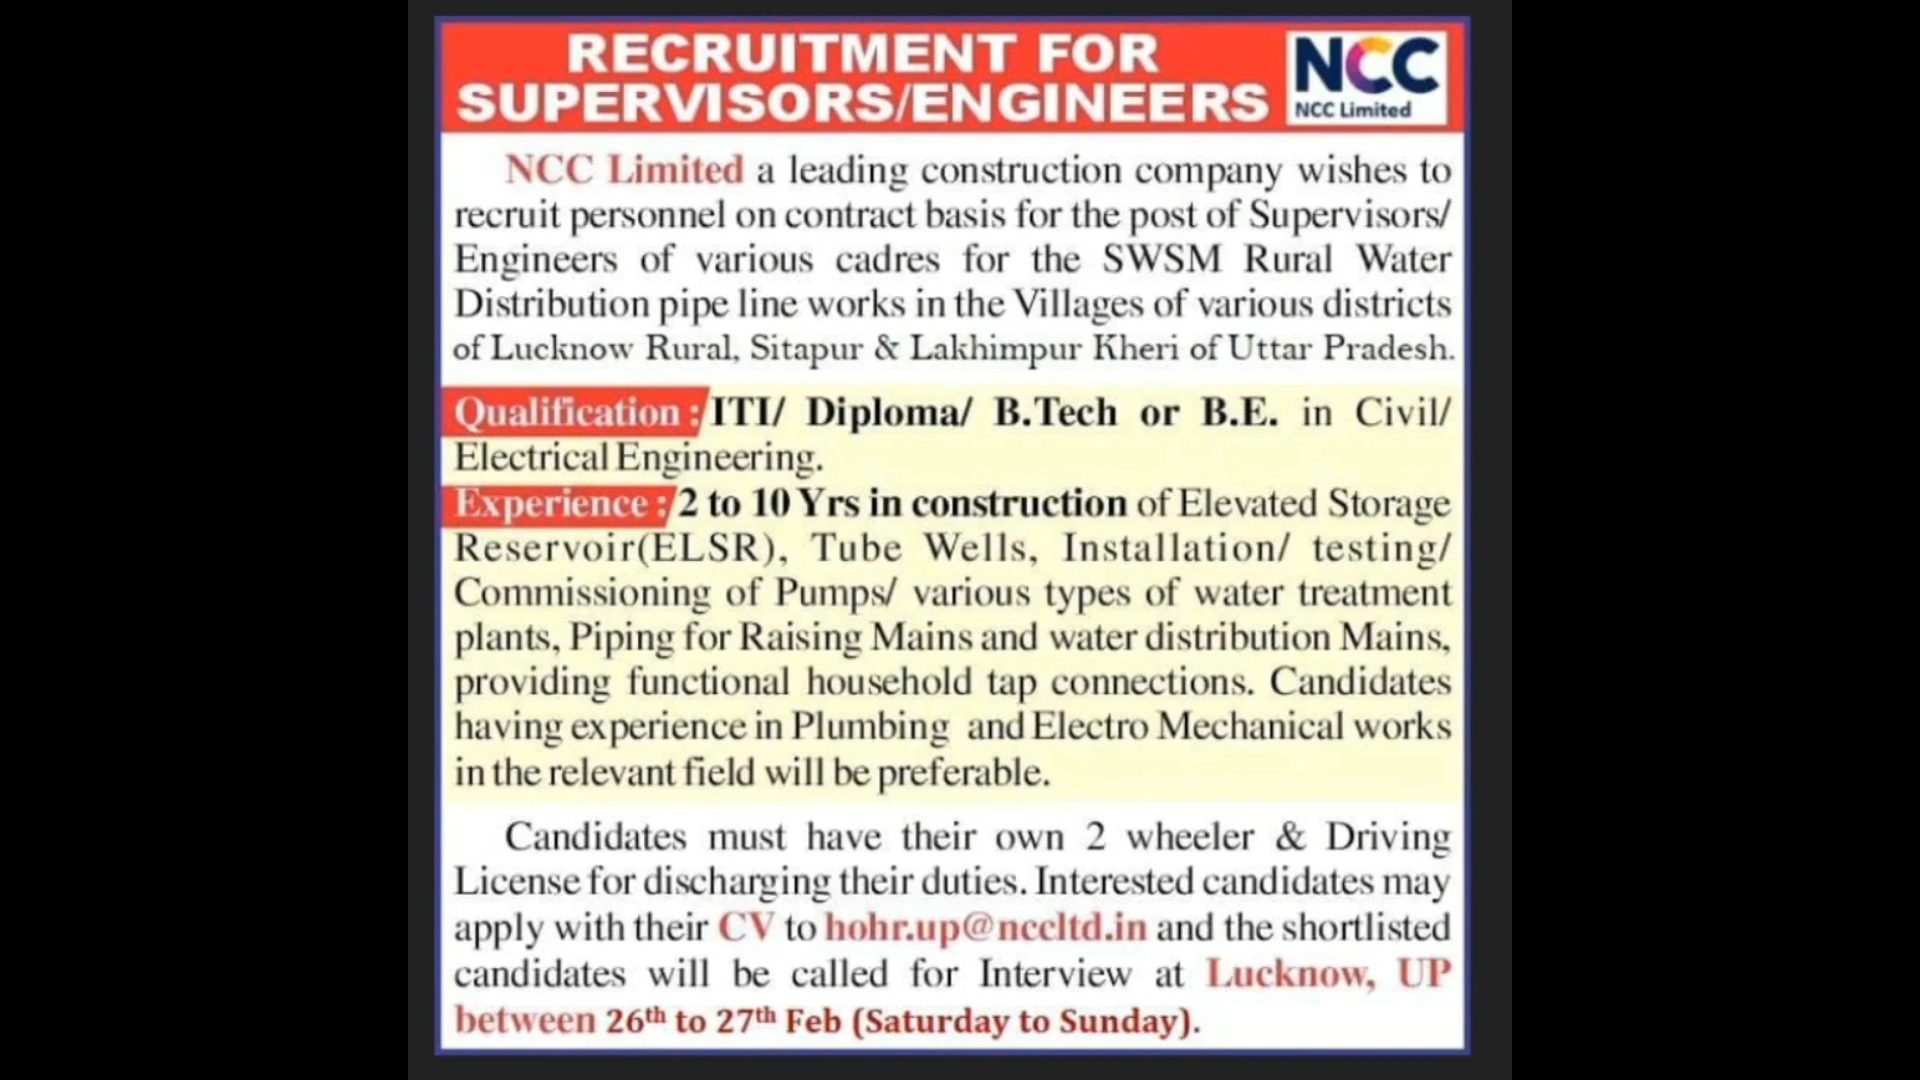 RECRUITMENT FOR
SUPERVISORS/ENGINEERS
NCC
NCC Limited
NCC Limited a leading construction company wishes to
recruit personnel on contract basis for the post of Supervisors/
Engineers of various cadres for the SWSM Rural Water
Distribution pipe line works in the Villages of various districts
of Lucknow Rural, Sitapur & Lakhimpur Kheri of Uttar Pradesh.
Qualification : ITI/ Diploma/ B.Tech or B.E. in Civil/
Electrical Engineering.
Experience : 2 to 10 Yrs in construction of Elevated Storage
Reservoir(ELSR), Tube Wells, Installation/ testing/
Commissioning of Pumps/ various types of water treatment
plants, Piping for Raising Mains and water distribution Mains,
providing functional household tap connections. Candidates
having experience in Plumbing and Electro Mechanical works
in the relevant field will be preferable.
Candidates must have their own 2 wheeler & Driving
License for discharging their duties. Interested candidates may
apply with their CV to hohr.up@nccltd.in and the shortlisted
candidates will be called for Interview at Lucknow, UP
between 26th to 27th Feb (Saturday to Sunday).